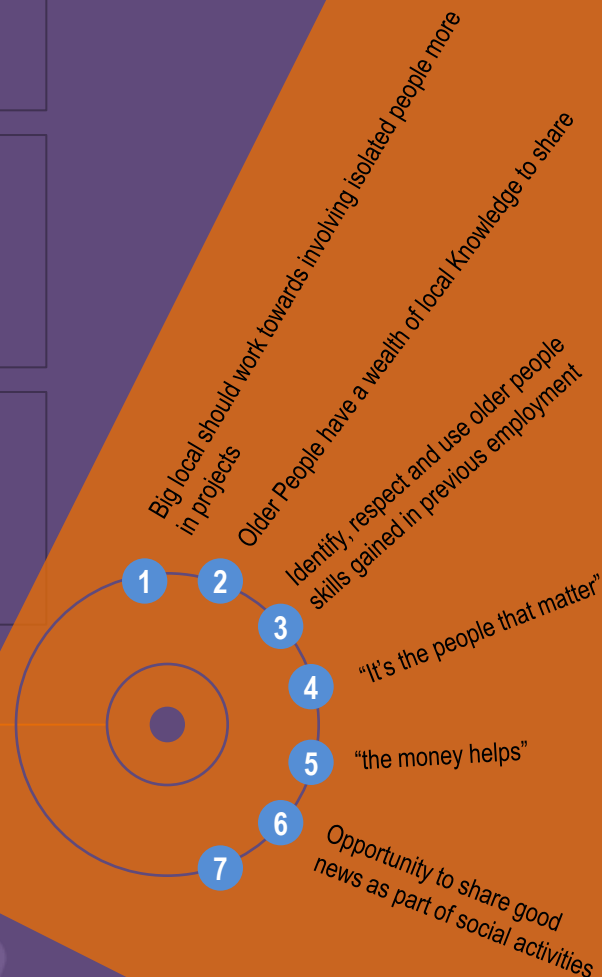 Big local should work towards involving isolated people more
in projects
Older People have a wealth of local Knowledge to share
Identify, respect and use older people
skills gained in previous employment
“It’s the people that matter”
“the money helps”
Opportunity to share good
news as part of social activities
1
2
3
4
5
6
7